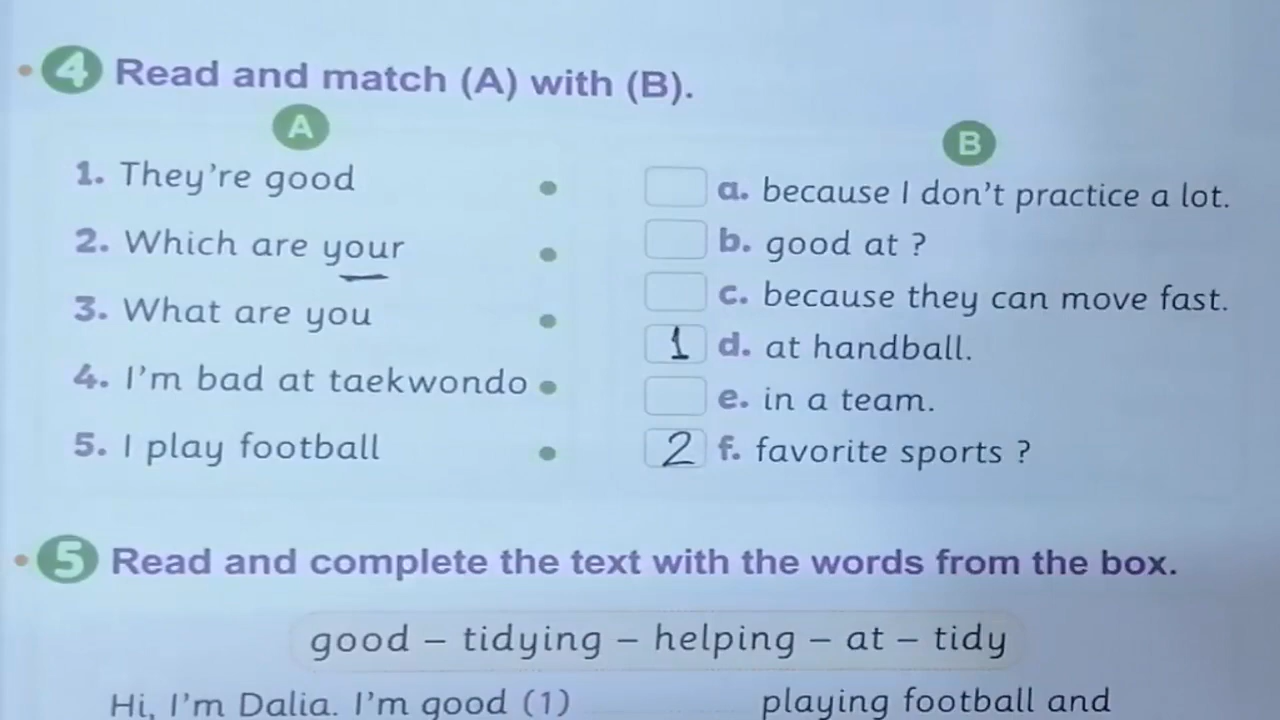 4 Read and match (A) with (B).
A
B
1. They're good
2. Which are your
3. What are you
4. I'm bad at taekwondo
5. I play football
a. because I don't practice a lot.
b. good at ?
c. because they can move fast.
1 d. at handball.
e. in a team.
2 f. favorite sports ?
5 Read and complete the text with the words from the box.
good – tidying – helping – at – tidy
Hi, I'm Dalia. I'm good (1) playing football and